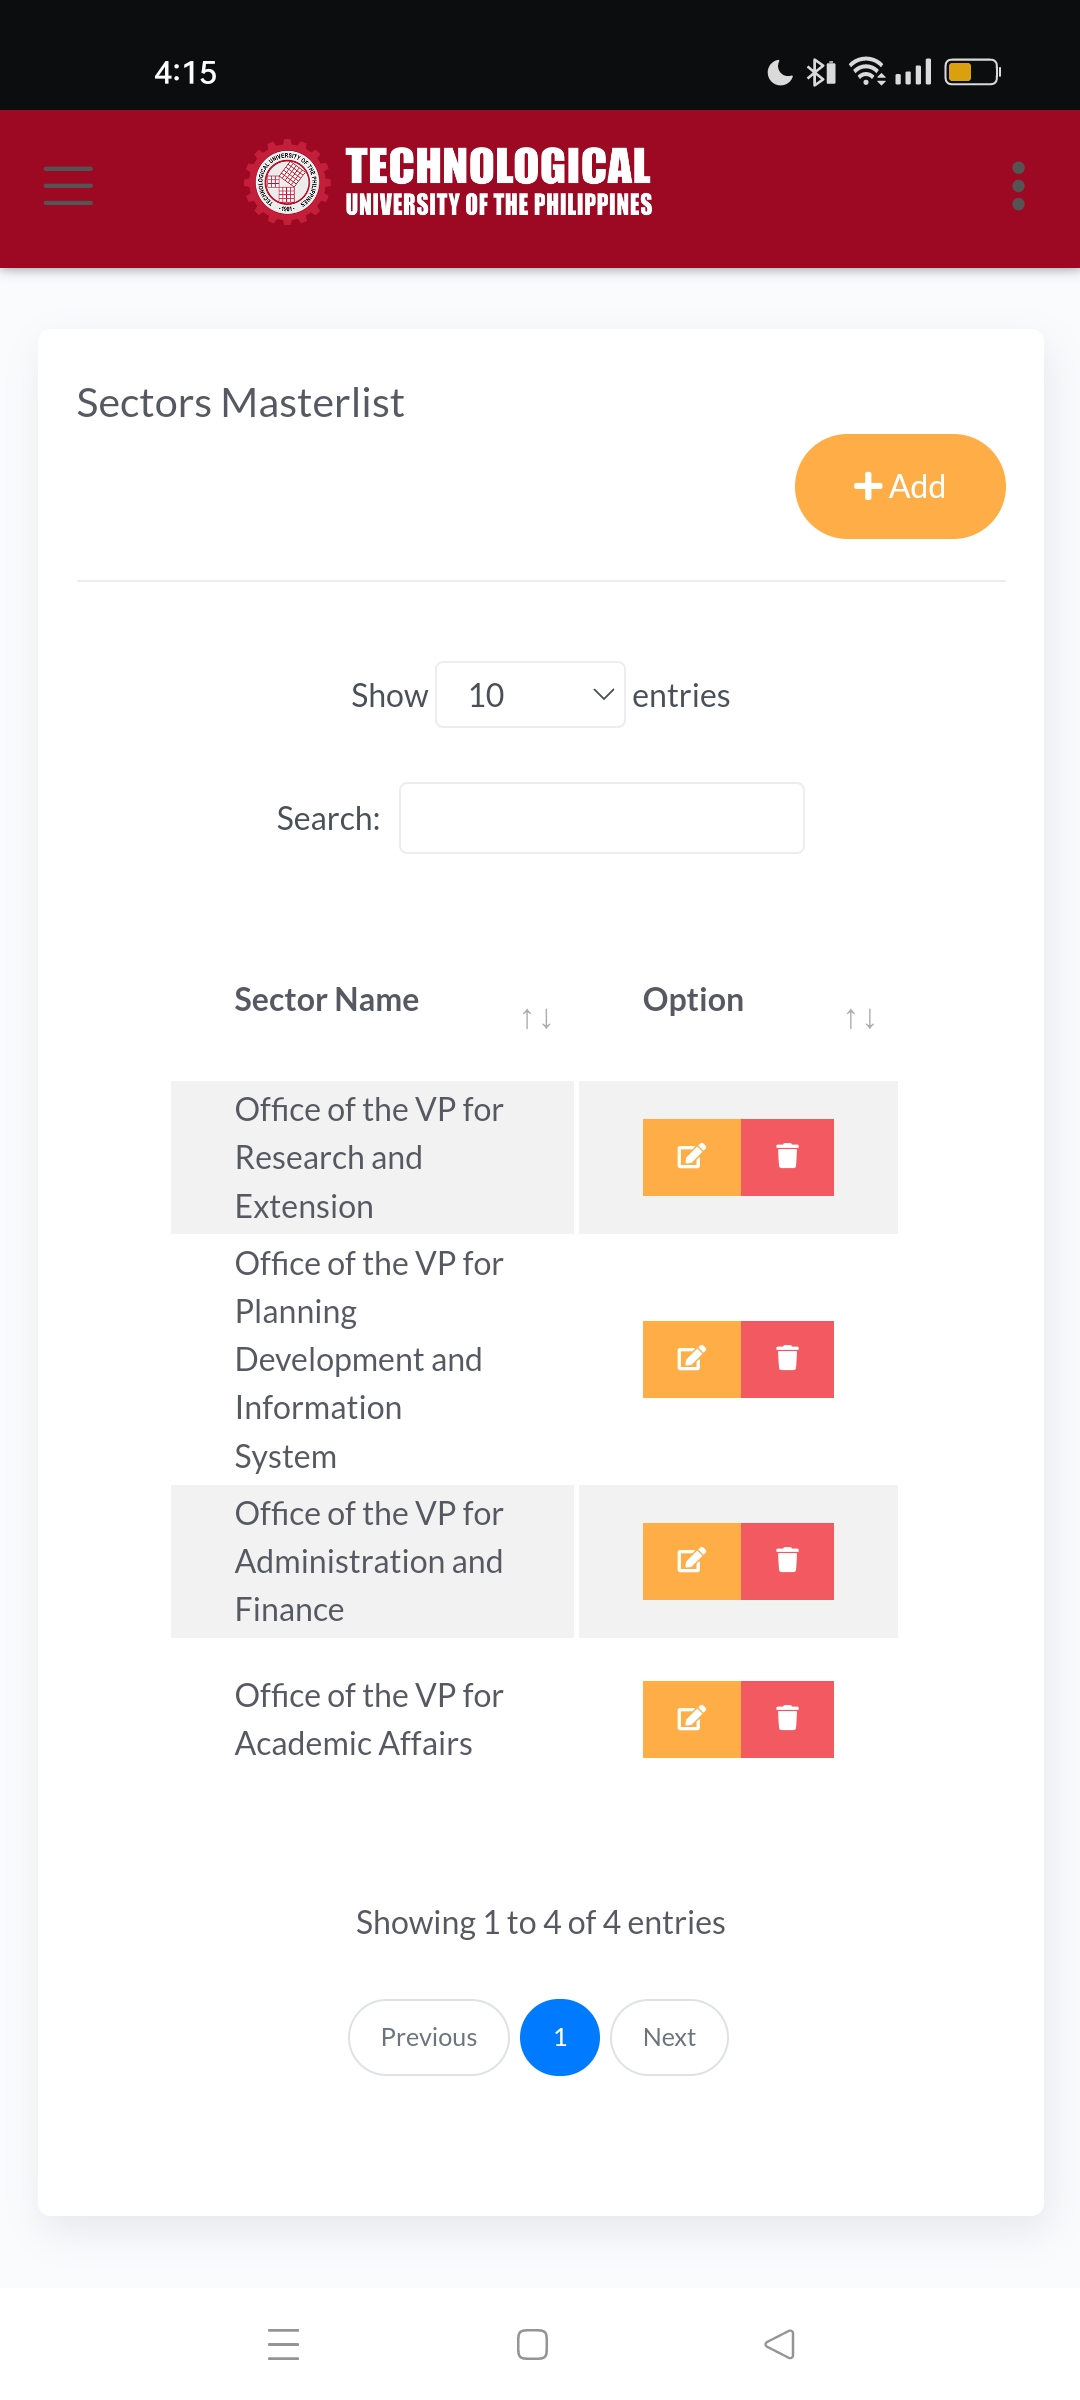 4:15
TECHNOLOGICAL
UNIVERSITY OF THE PHILIPPINES
Sectors Masterlist
Add
Show 10 entries
Search:
Sector Name Option
Office of the VP for
Research and
Extension
Office of the VP for
Planning
Development and
Information
System
Office of the VP for
Administration and
Finance
Office of the VP for
Academic Affairs
Showing 1 to 4 of 4 entries
Previous 1 Next